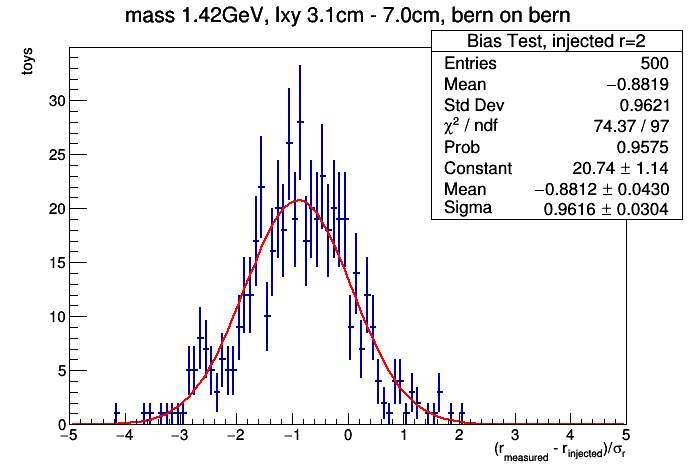 mass 1.42GeV, lxy 3.1cm - 7.0cm, bern on bern
Bias Test, injected r=2
Entries 500
Mean −0.8819
Std Dev 0.9621
χ² / ndf 74.37 / 97
Prob 0.9575
Constant 20.74 ± 1.14
Mean −0.8812 ± 0.0430
Sigma 0.9616 ± 0.0304
toys
30
25
20
15
10
5
0
−5 −4 −3 −2 −1 0 1 2 3 4 5
(r_measured - r_injected)/σ_r